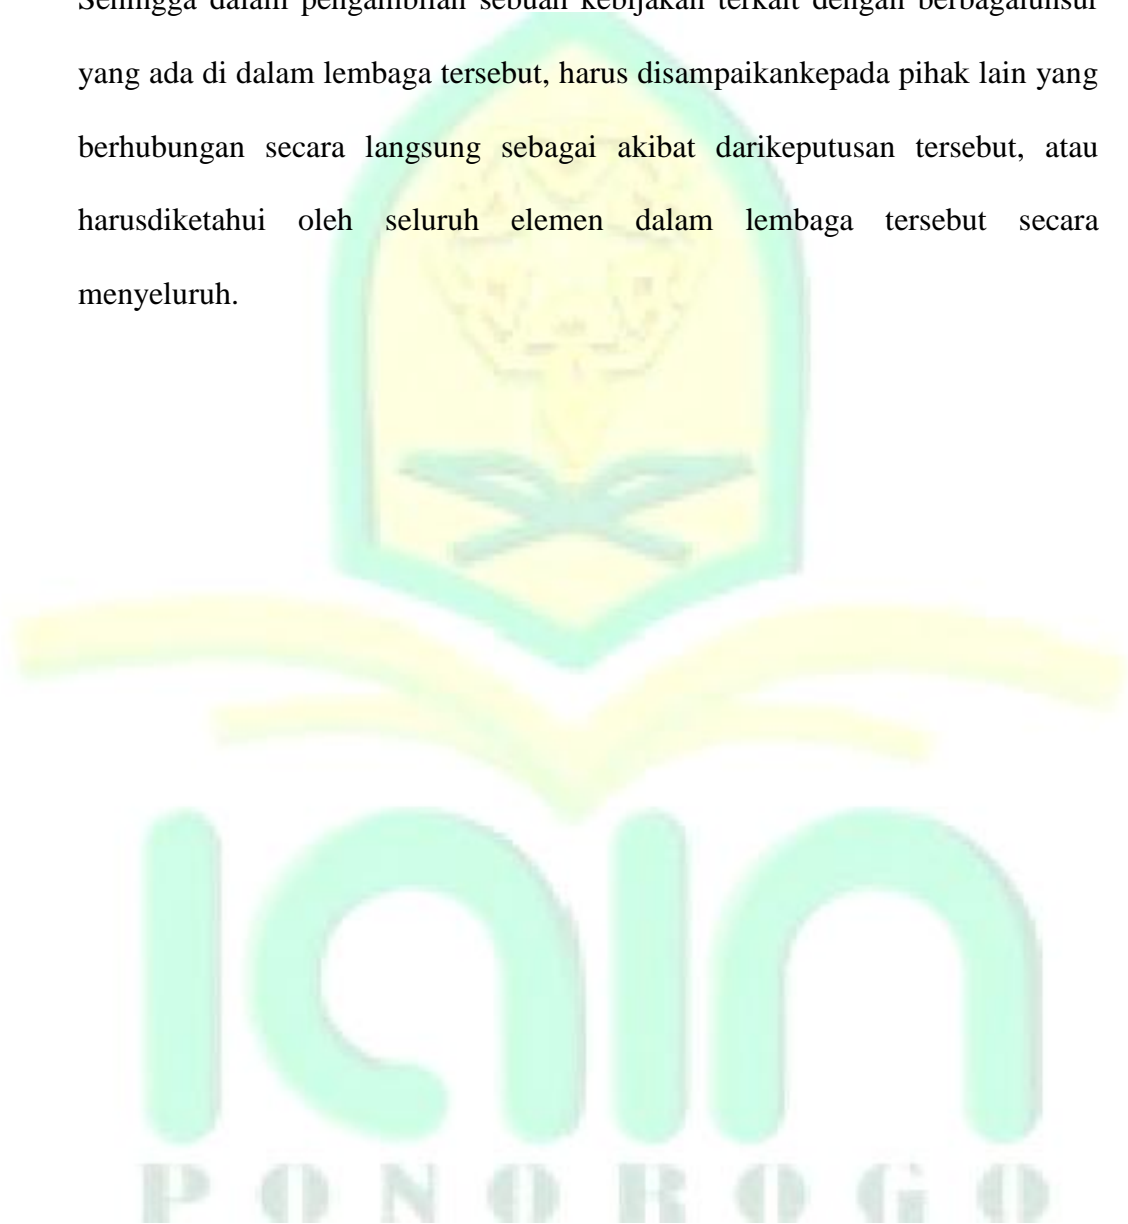 Sehingga dalam pengambilan sebuah kebijakan terkait dengan berbagaiunsur
yang ada di dalam lembaga tersebut, harus disampaikankepada pihak lain yang
berhubungan secara langsung sebagai akibat darikeputusan tersebut, atau
harusdiketahui oleh seluruh elemen dalam lembaga tersebut secara
menyeluruh.
iain
PONOROGO